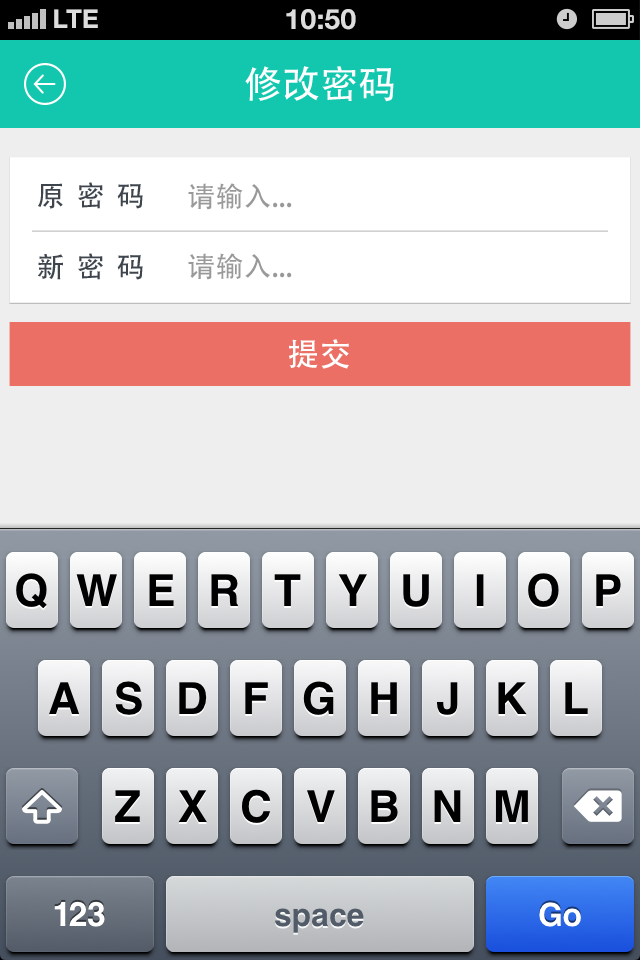 LTE 10:50
修改密码
原 密 码 请输入...
新 密 码 请输入...
提交
Q W E R T Y U I O P
A S D F G H J K L
Z X C V B N M
123 space Go